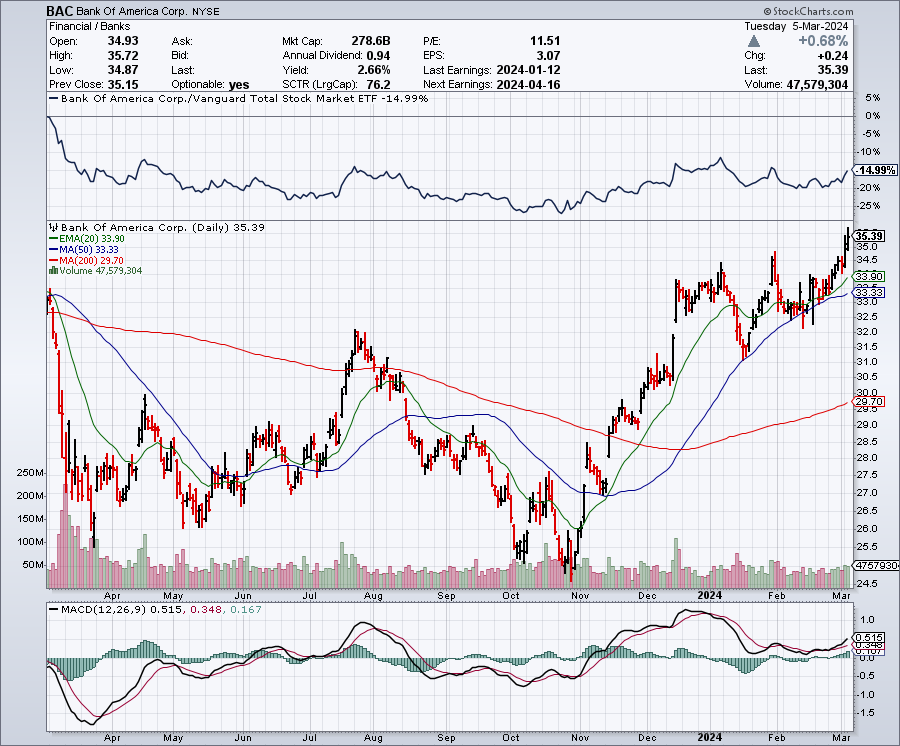 BAC Bank Of America Corp. NYSE © StockCharts.com
Financial / Banks Tuesday 5-Mar-2024
Open: 34.93 Ask: Mkt Cap: 278.6B P/E: 11.51 +0.68%
High: 35.72 Bid: Annual Dividend: 0.94 EPS: 3.07 Chg: +0.24
Low: 34.87 Last: Yield: 2.66% Last Earnings: 2024-01-12 Last: 35.39
Prev Close: 35.15 Optionable: yes SCTR (LrgCap): 76.2 Next Earnings: 2024-04-16 Volume: 47,579,304
Bank Of America Corp./Vanguard Total Stock Market ETF -14.99%
5%
0%
-5%
-10%
-14.99%
-20%
-25%
Bank Of America Corp. (Daily) 35.39
EMA(20) 33.90
MA(50) 33.33
MA(200) 29.70
Volume 47,579,304
35.39
35.0
34.5
33.90
33.33
33.0
32.5
32.0
31.5
31.0
30.5
30.0
29.70
29.5
29.0
28.5
28.0
27.5
27.0
26.5
26.0
25.5
47579304
24.5
250M
200M
150M
100M
50M
Apr May Jun Jul Aug Sep Oct Nov Dec 2024 Feb Mar
MACD(12,26,9) 0.515, 0.348, 0.167
1.0
0.515
0.348
0.167
0.0
-0.5
-1.0
-1.5
Apr May Jun Jul Aug Sep Oct Nov Dec 2024 Feb Mar